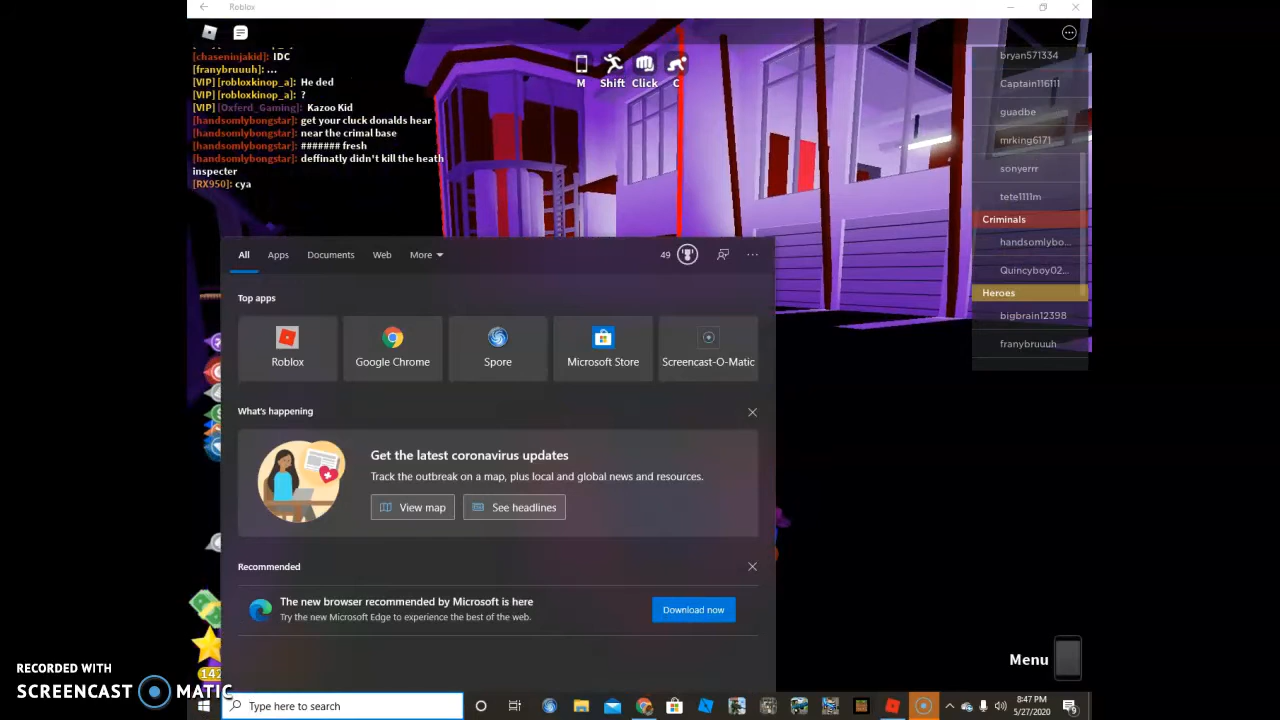 Roblox
[chaseninjakid]: IDC
[franybruuuh]: ...
[VIP] [robloxkinop_a]: He ded
[VIP] [robloxkinop_a]: ?
[VIP] [Oxferd_Gaming]: Kazoo Kid
[handsomlybongstar]: get your cluck donalds hear
[handsomlybongstar]: near the crimal base
[handsomlybongstar]: ####### fresh
[handsomlybongstar]: deffinatly didn't kill the heath
inspecter
[RX950]: cya
M Shift Click C
bryan571334
Captain116111
guadbe
mrking6171
sonyerrr
tete1111m
Criminals
handsomlybo...
Quincyboy02...
Heroes
bigbrain12398
franybruuuh
All Apps Documents Web More 49
Top apps
Roblox Google Chrome Spore Microsoft Store Screencast-O-Matic
What's happening
Get the latest coronavirus updates
Track the outbreak on a map, plus local and global news and resources.
View map See headlines
Recommended
The new browser recommended by Microsoft is here
Try the new Microsoft Edge to experience the best of the web.
Download now
Menu
142
RECORDED WITH
SCREENCAST MATIC
Type here to search
8:47 PM
5/27/2020
9